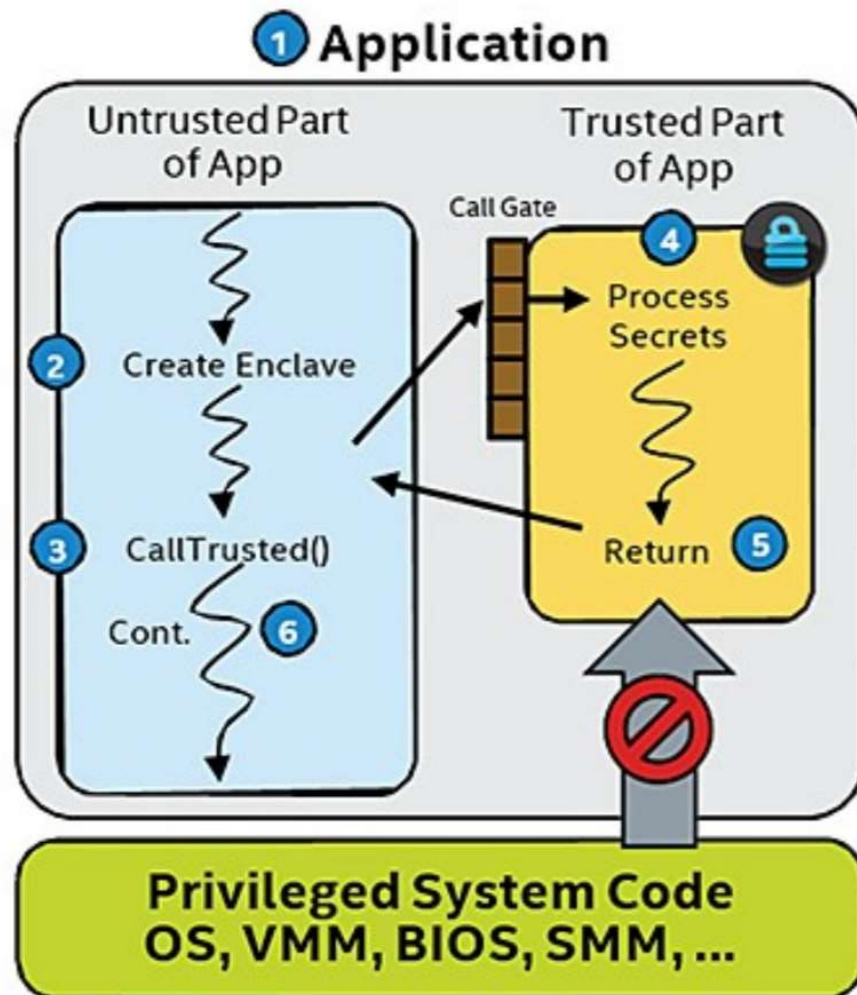 1 Application
Untrusted Part
of App
Trusted Part
of App
Call Gate
4
Process
Secrets
2 Create Enclave
3 CallTrusted()
Return 5
Cont. 6
Privileged System Code
OS, VMM, BIOS, SMM, ...